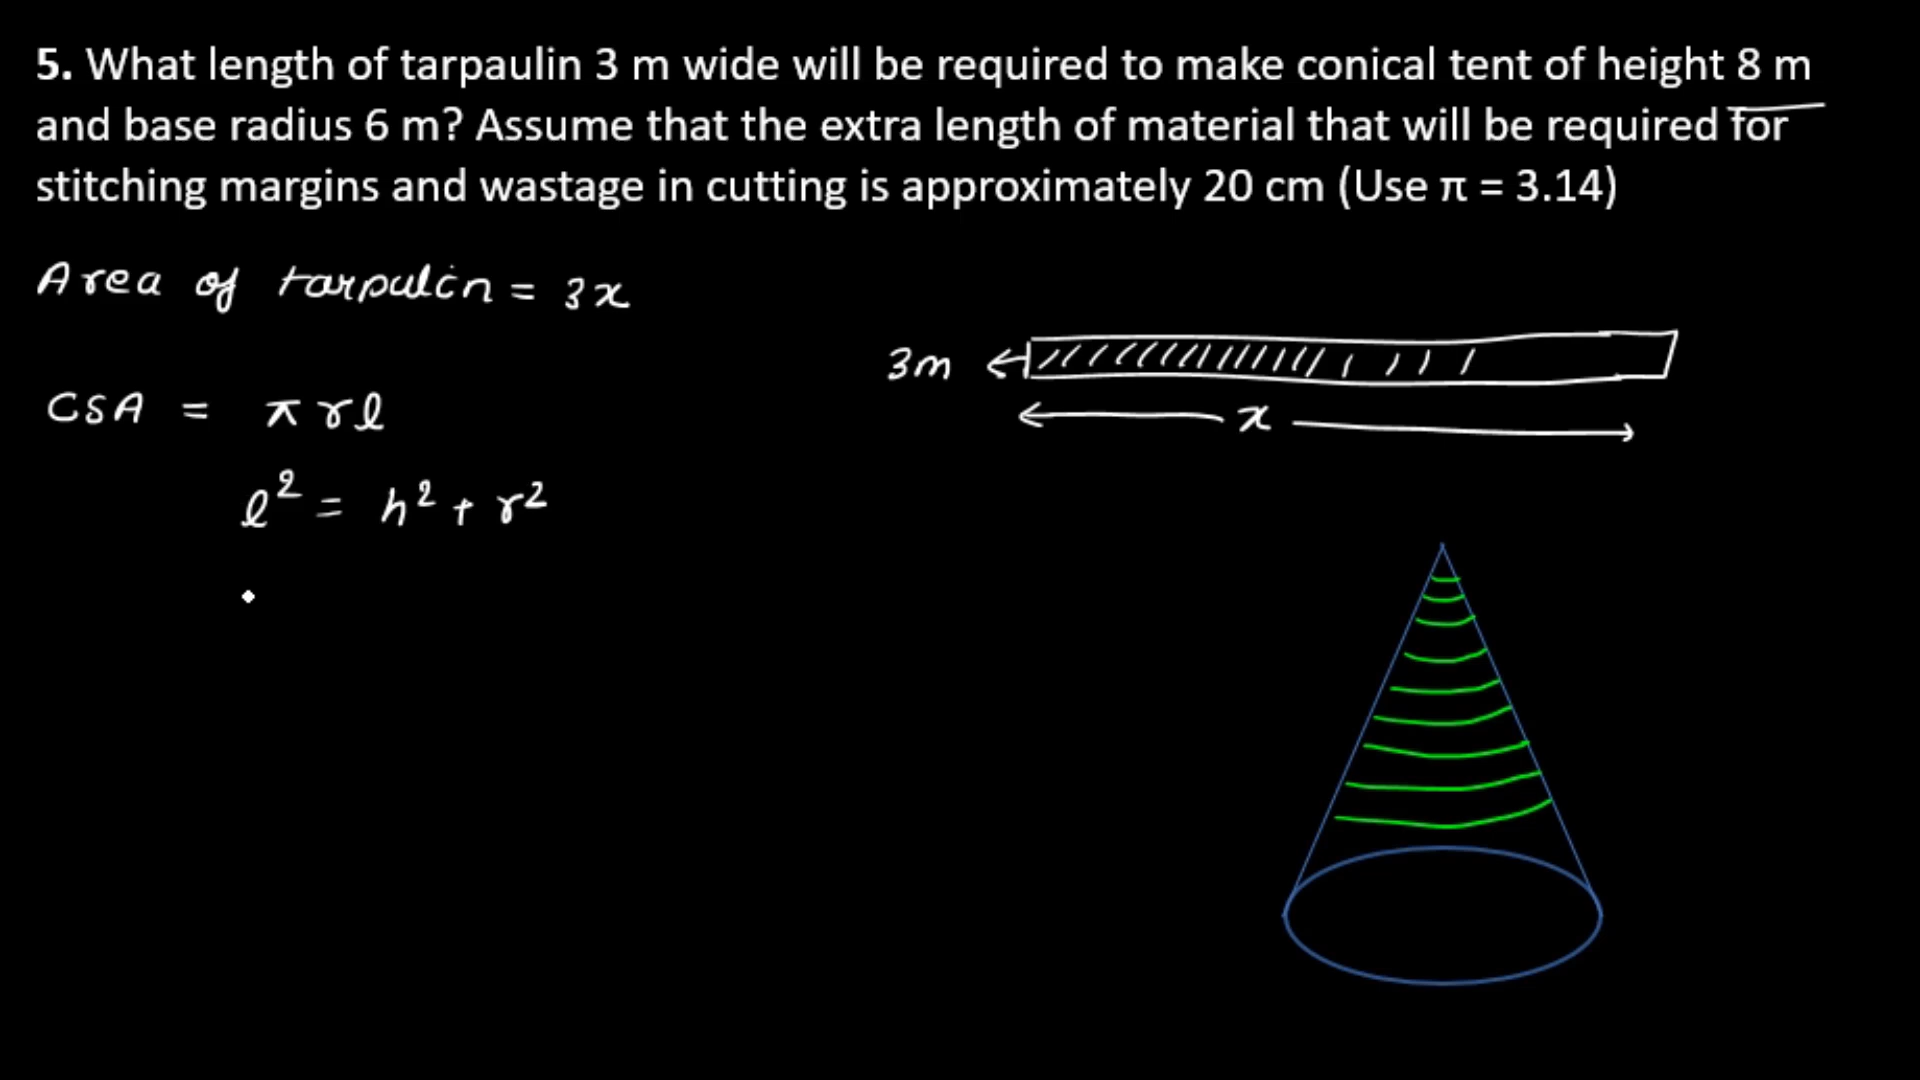 5. What length of tarpaulin 3 m wide will be required to make conical tent of height 8 m
and base radius 6 m? Assume that the extra length of material that will be required for
stitching margins and wastage in cutting is approximately 20 cm (Use π = 3.14)
Area of tarpulin = 3x
3m
x
CSA = πrl
l² = h² + r²